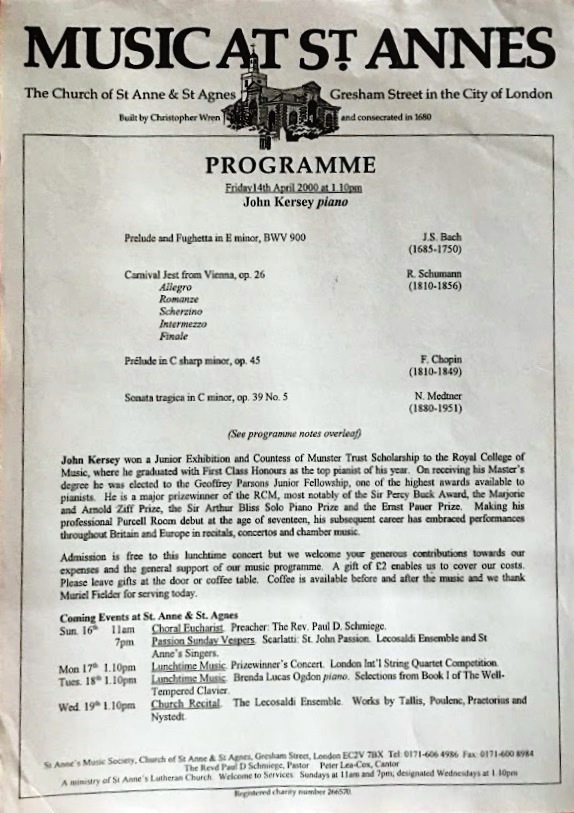 MUSIC AT ST ANNES
The Church of St Anne & St Agnes Gresham Street in the City of London
Built by Christopher Wren and consecrated in 1680
PROGRAMME
Friday14th April 2000 at 1.10pm
John Kersey piano
Prelude and Fughetta in E minor, BWV 900 J.S. Bach
(1685-1750)
Carnival Jest from Vienna, op. 26 R. Schumann
Allegro (1810-1856)
Romanze
Scherzino
Intermezzo
Finale
Prélude in C sharp minor, op. 45 F. Chopin
(1810-1849)
Sonata tragica in C minor, op. 39 No. 5 N. Medtner
(1880-1951)
(See programme notes overleaf)
John Kersey won a Junior Exhibition and Countess of Munster Trust Scholarship to the Royal College of
Music, where he graduated with First Class Honours as the top pianist of his year. On receiving his Master's
degree he was elected to the Geoffrey Parsons Junior Fellowship, one of the highest awards available to
pianists. He is a major prizewinner of the RCM, most notably of the Sir Percy Buck Award, the Marjorie
and Arnold Ziff Prize, the Sir Arthur Bliss Solo Piano Prize and the Ernst Pauer Prize. Making his
professional Purcell Room debut at the age of seventeen, his subsequent career has embraced performances
throughout Britain and Europe in recitals, concertos and chamber music.
Admission is free to this lunchtime concert but we welcome your generous contributions towards our
expenses and the general support of our music programme. A gift of £2 enables us to cover our costs.
Please leave gifts at the door or coffee table. Coffee is available before and after the music and we thank
Muriel Fielder for serving today.
Coming Events at St. Anne & St. Agnes
Sun. 16th 11am Choral Eucharist. Preacher: The Rev. Paul D. Schmiege.
7pm Passion Sunday Vespers. Scarlatti: St. John Passion. Lecosaldi Ensemble and St
Anne's Singers.
Mon 17th 1.10pm Lunchtime Music. Prizewinner's Concert. London Int'l String Quartet Competition.
Tues. 18th 1.10pm Lunchtime Music. Brenda Lucas Ogdon piano. Selections from Book I of The Well-
Tempered Clavier.
Wed. 19th 1.10pm Church Recital. The Lecosaldi Ensemble. Works by Tallis, Poulenc, Praetorius and
Nystedt.
St Anne's Music Society, Church of St Anne & St Agnes, Gresham Street, London EC2V 7BX Tel: 0171-606 4986 Fax: 0171-600 8984
The Revd Paul D Schmiege, Pastor Peter Lea-Cox, Cantor
A ministry of St Anne's Lutheran Church. Welcome to Services. Sundays at 11am and 7pm; designated Wednesdays at 1.10pm
Registered charity number 266570.